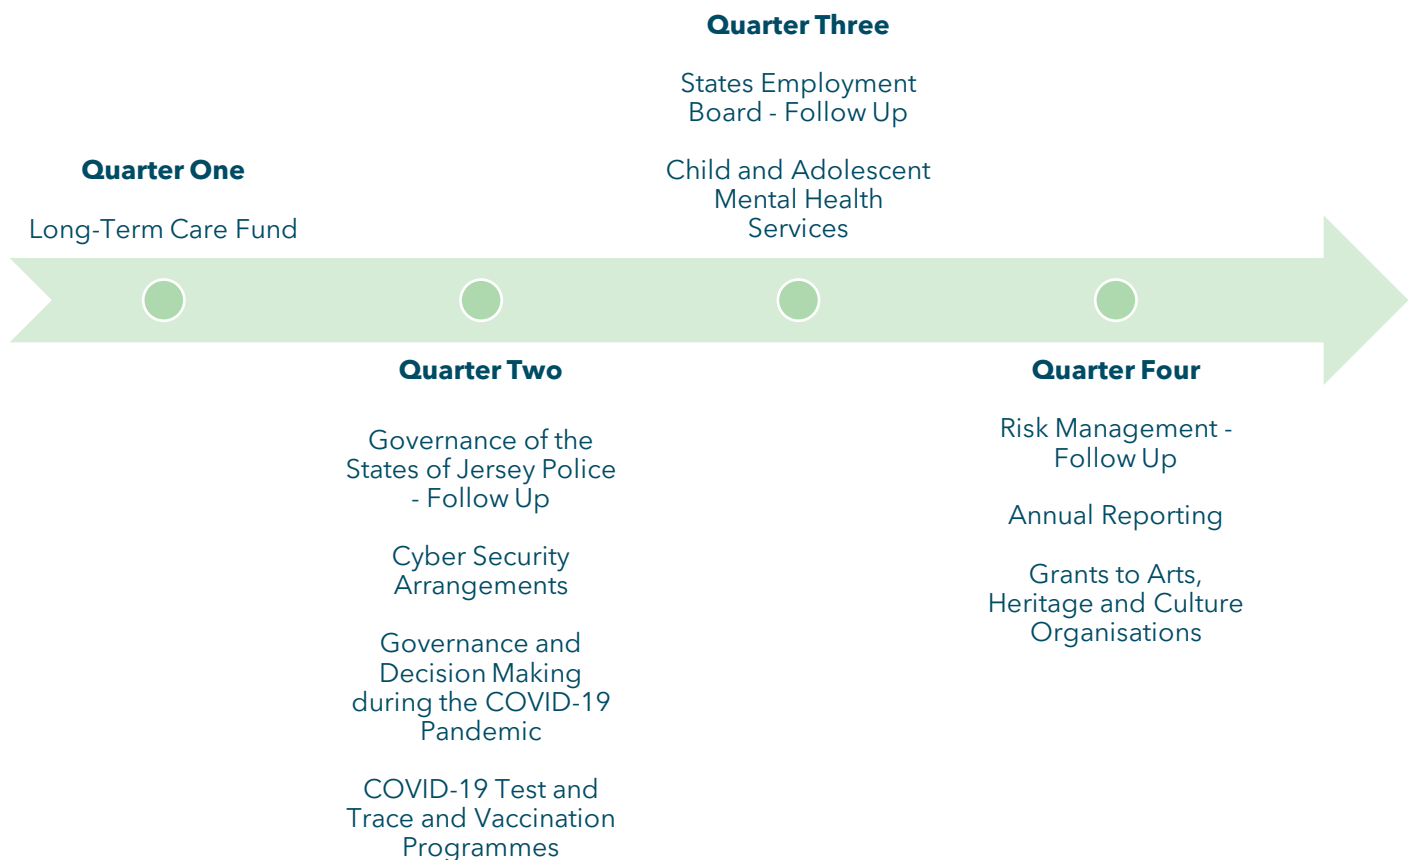 Quarter One
Long-Term Care Fund
Quarter Two
Governance of the
States of Jersey Police
- Follow Up
Cyber Security
Arrangements
Governance and
Decision Making
during the COVID-19
Pandemic
COVID-19 Test and
Trace and Vaccination
Programmes
Quarter Three
States Employment
Board - Follow Up
Child and Adolescent
Mental Health
Services
Quarter Four
Risk Management -
Follow Up
Annual Reporting
Grants to Arts,
Heritage and Culture
Organisations